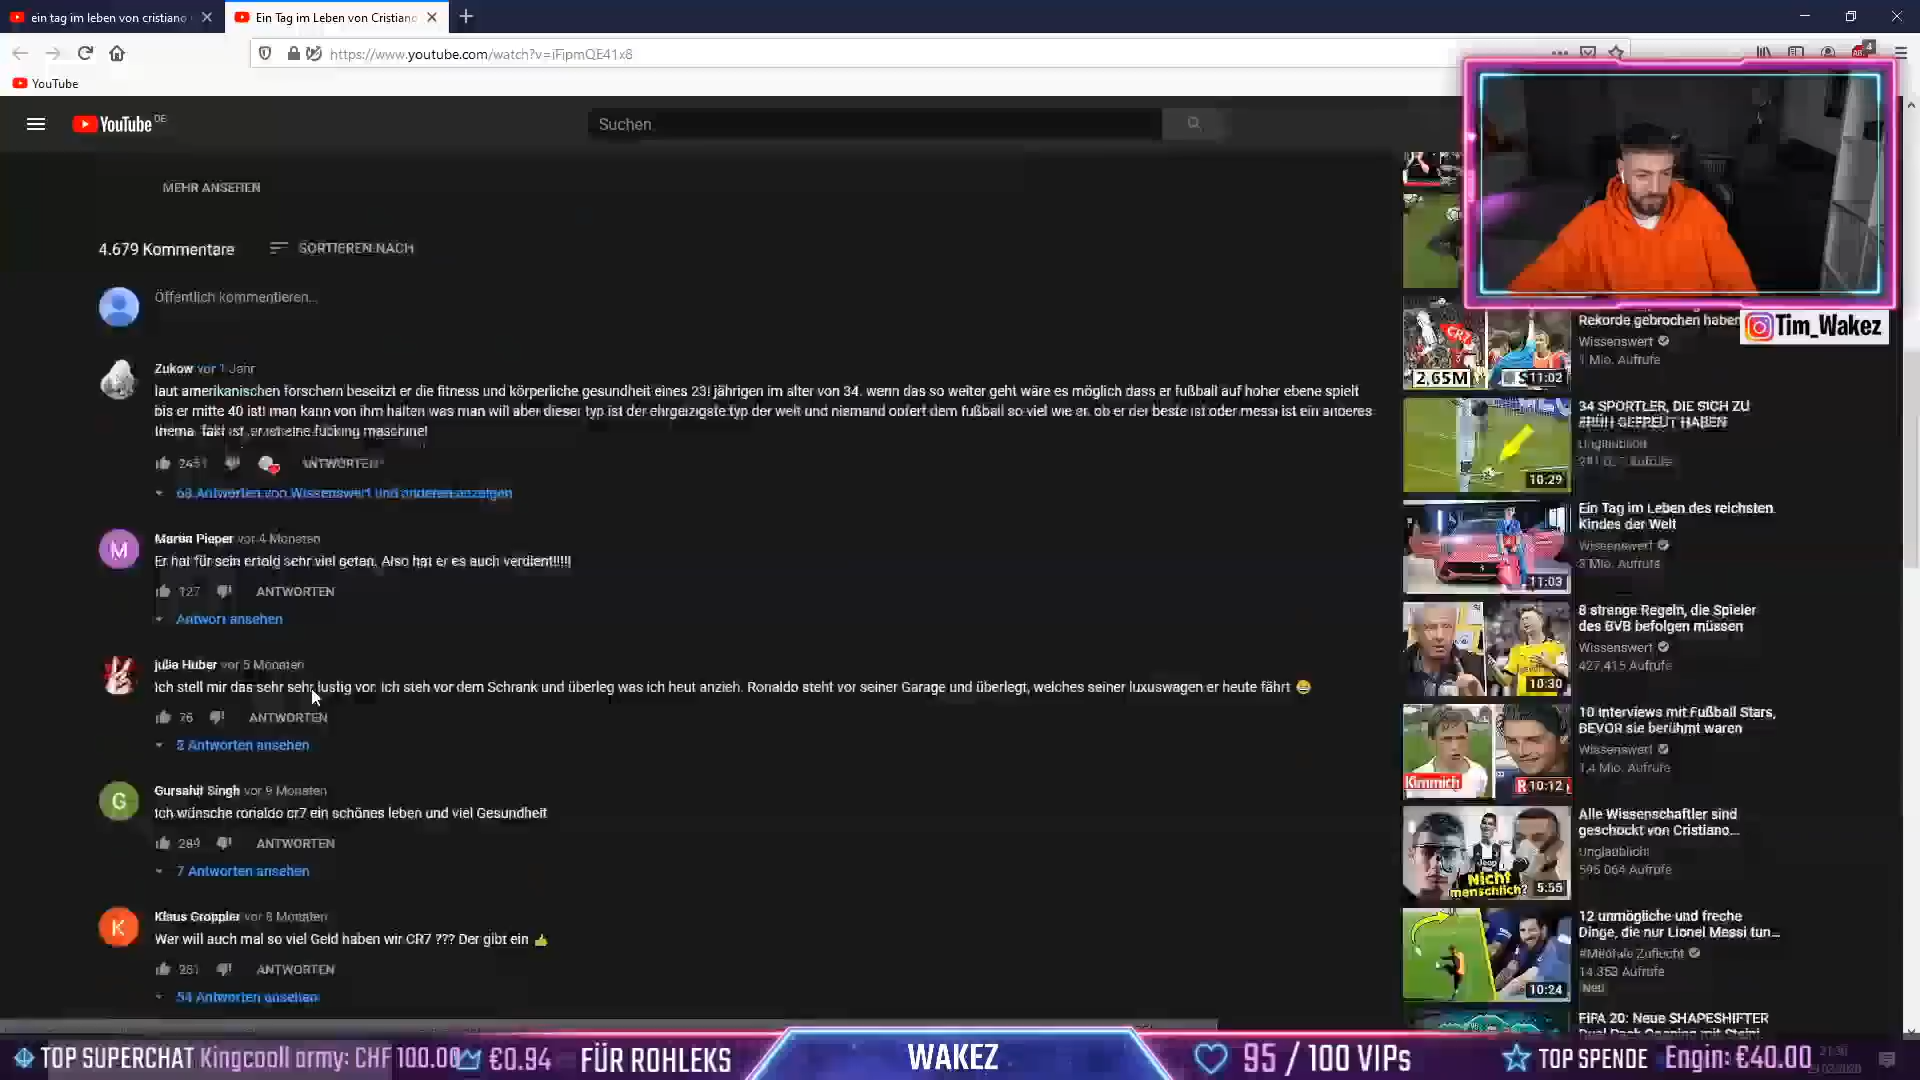 ein tag im leben von cristiano
Ein Tag im Leben von Cristiano
https://www.youtube.com/watch?v=iFjpmQE41x8
4
YouTube
YouTube DE
Suchen
MEHR ANSEHEN
4.679 Kommentare
SORTIEREN NACH
Öffentlich kommentieren...
Zukow vor 1 Jahr
laut amerikanischen forschern beseitzt er die fitness und körperliche gesundheit eines 23! jährigen im alter von 34. wenn das so weiter geht wäre es möglich dass er fußball auf hoher ebene spielt
bis er mitte 40 ist! man kann von ihm halten was man will aber dieser typ ist der ehrgeizigste typ der welt und niemand opfert dem fußball so viel wie er. ob er der beste ist oder messi ist ein anderes
thema. fakt ist, er ist eine fucking maschine!
2451
ANTWORTEN
Antworten von Wissenswert und anderen anzeigen
Martin Pieper vor 4 Monaten
Er hat für sein erfolg sehr viel getan. Also hat er es auch verdient!!!!!
127
ANTWORTEN
Antwort ansehen
julia Huber vor 5 Monaten
Ich stell mir das sehr sehr lustig vor. Ich steh vor dem Schrank und überleg was ich heut anzieh. Ronaldo steht vor seiner Garage und überlegt, welches seiner luxuswagen er heute fährt 😂
76
ANTWORTEN
2 Antworten ansehen
G
Gursahit Singh vor 9 Monaten
Ich wünsche ronaldo cr7 ein schönes leben und viel Gesundheit
289
ANTWORTEN
7 Antworten ansehen
K
Klaus Groppler vor 8 Monaten
Wer will auch mal so viel Geld haben wir CR7 ??? Der gibt ein 👍
281
ANTWORTEN
54 Antworten ansehen
M
Rekorde gebrochen haben
Wissenswert
1 Mio. Aufrufe
CR7
2,65M
11:02
34 SPORTLER, DIE SICH ZU
FRÜH GEFREUT HABEN
Unglaublich!
10:29
Ein Tag im Leben des reichsten
Kindes der Welt
Wissenswert
3 Mio. Aufrufe
11:03
8 strange Regeln, die Spieler
des BVB befolgen müssen
Wissenswert
427.415 Aufrufe
10:30
10 Interviews mit Fußball Stars,
BEVOR sie berühmt waren
Wissenswert
1,4 Mio. Aufrufe
Kimmich
10:12
Alle Wissenschaftler sind
geschockt von Cristiano...
Unglaublich!
595.064 Aufrufe
Jeep
Nicht
menschlich?
5:55
12 unmögliche und freche
Dinge, die nur Lionel Messi tun...
14.353 Aufrufe
Neu
10:24
FIFA 20: Neue SHAPESHIFTER
Tim_Wakez
TOP SUPERCHAT Kingcooll army: CHF 100.00
€0.94 FÜR ROHLEKS
WAKEZ
95 / 100 VIPs
TOP SPENDE Engin: €40.00